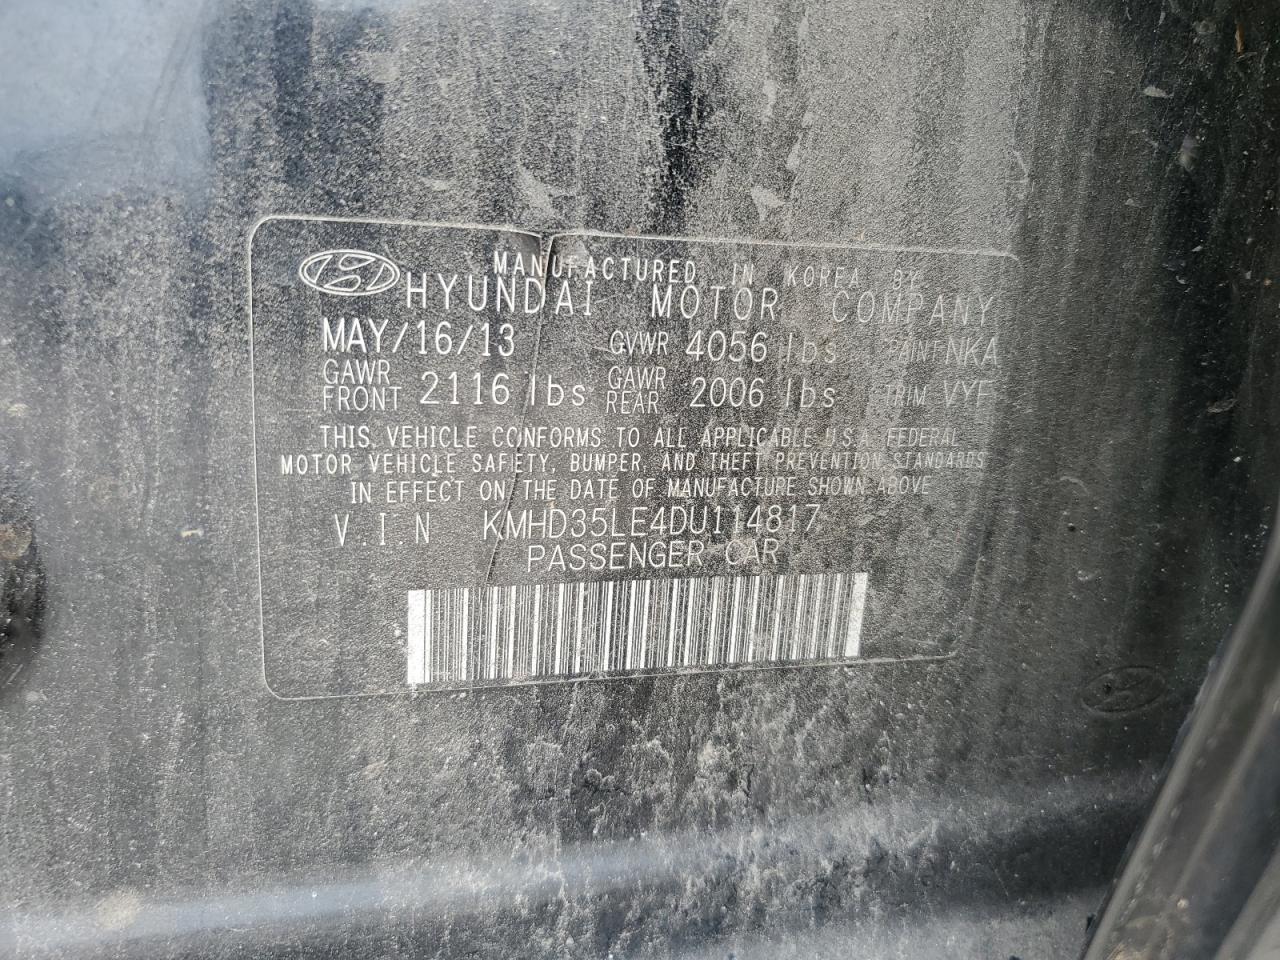 MANUFACTURED IN KOREA BY
HYUNDAI MOTOR COMPANY
MAY/16/13 GVWR 4056 lbs PAINT NKA
GAWR FRONT 2116 lbs GAWR REAR 2006 lbs TRIM VYF
THIS VEHICLE CONFORMS TO ALL APPLICABLE U.S.A. FEDERAL
MOTOR VEHICLE SAFETY, BUMPER, AND THEFT PREVENTION STANDARDS
IN EFFECT ON THE DATE OF MANUFACTURE SHOWN ABOVE
V.I.N KMHD35LE4DU114817
PASSENGER CAR